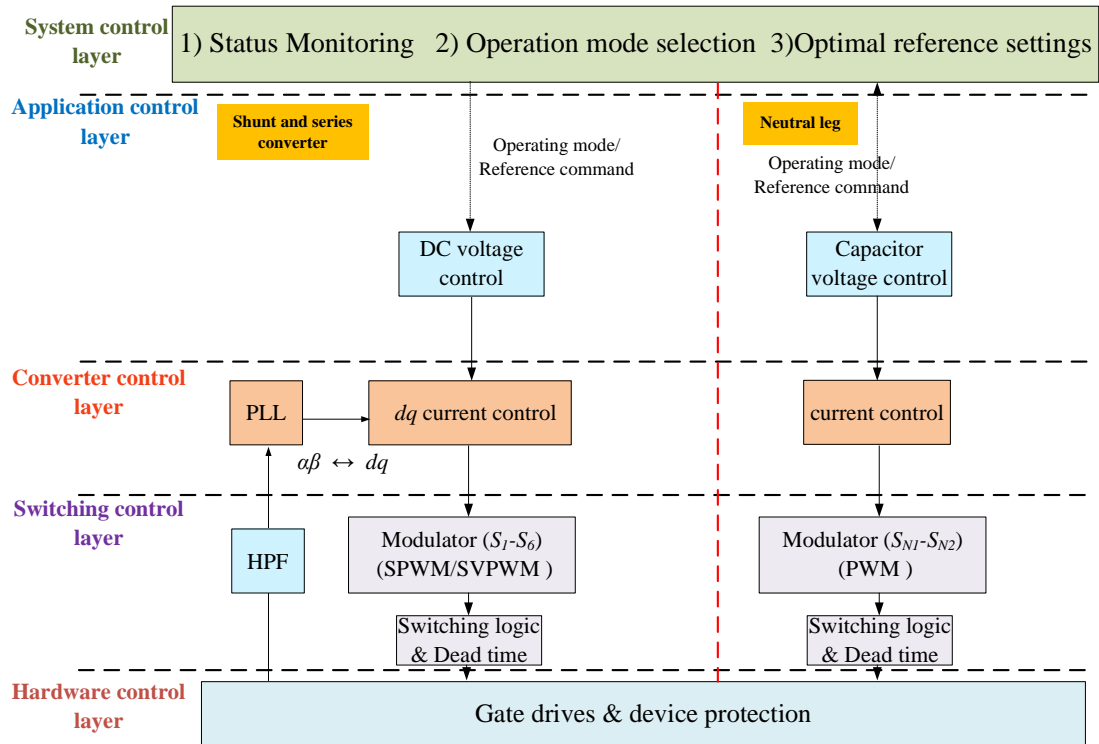 System control
layer
1) Status Monitoring 2) Operation mode selection 3)Optimal reference settings
Application control
layer
Shunt and series
converter
Operating mode/
Reference command
Neutral leg
Operating mode/
Reference command
DC voltage
control
Capacitor
voltage control
Converter control
layer
PLL
dq current control
current control
αβ ↔ dq
Switching control
layer
HPF
Modulator (S1-S6)
(SPWM/SVPWM )
Modulator (SN1-SN2)
(PWM )
Switching logic
& Dead time
Switching logic
& Dead time
Hardware control
layer
Gate drives & device protection